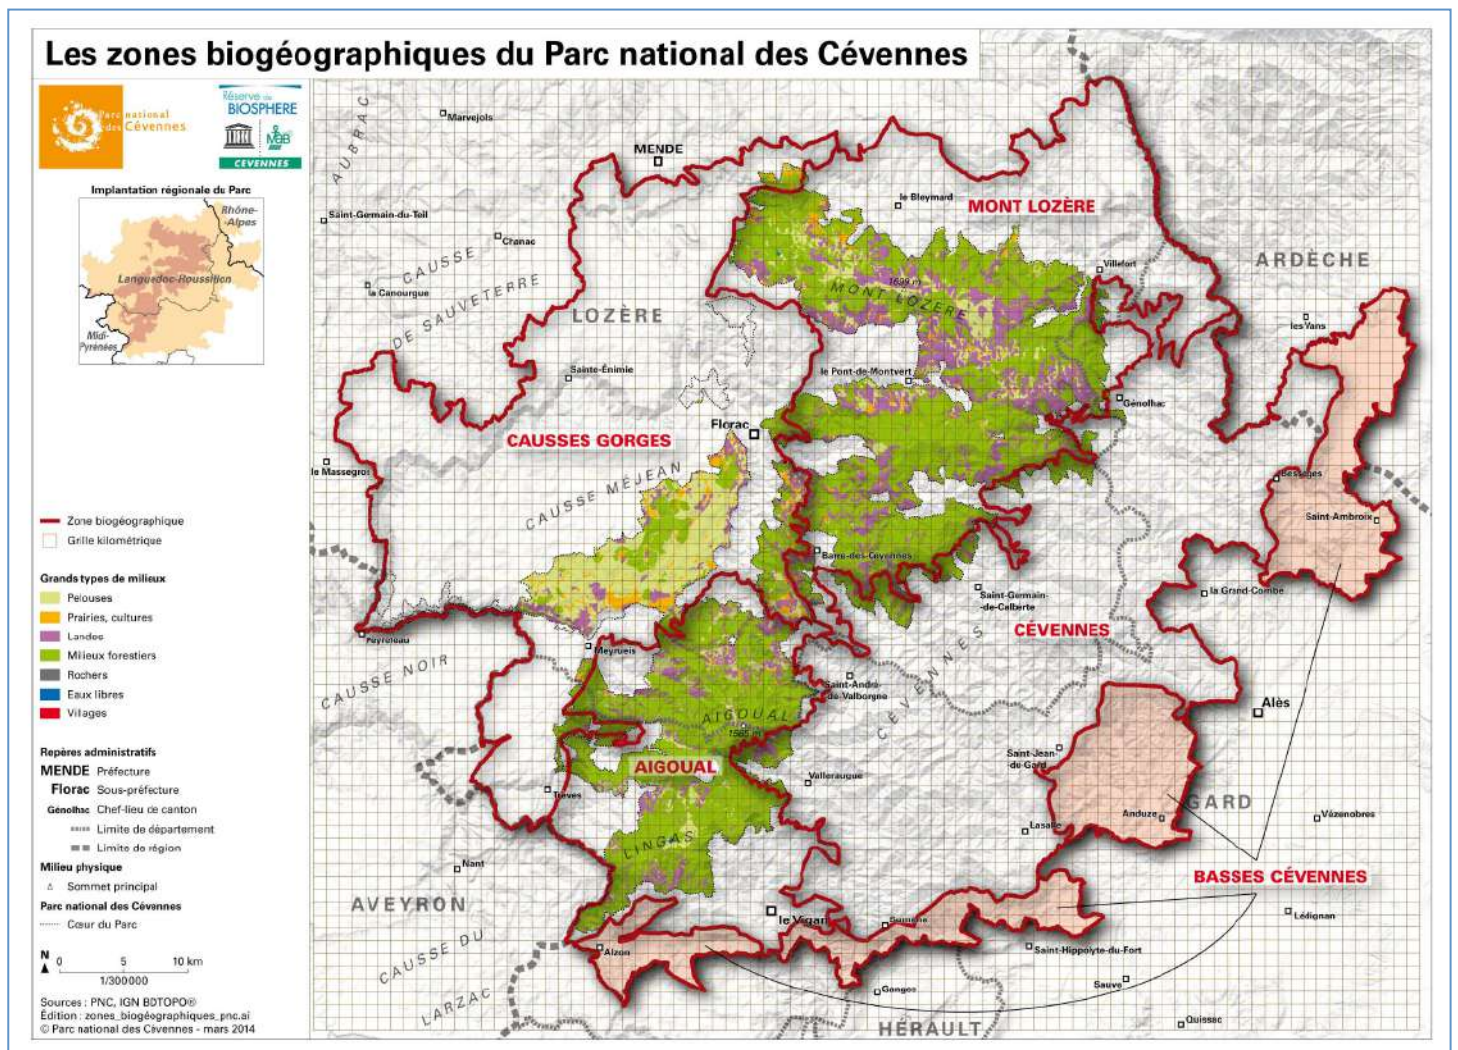 Les zones biogéographiques du Parc national des Cévennes
Parc national
des Cévennes
Réserve de
BIOSPHERE
MAB
CEVENNES
Implantation régionale du Parc
Rhône-
-Alpes
Languedoc-Roussillon
Midi-
Pyrénées
Zone biogéographique
Grille kilométrique
Grands types de milieux
Pelouses
Prairies, cultures
Landes
Milieux forestiers
Rochers
Eaux libres
Villages
Repères administratifs
MENDE Préfecture
Florac Sous-préfecture
Génolhac Chef-lieu de canton
Limite de département
Limite de région
Milieu physique
Sommet principal
Parc national des Cévennes
Cœur du Parc
N
0 5 10 km
1/300000
Sources : PNC, IGN BDTOPO®
Édition : zones_biogéographiques_pnc.ai
© Parc national des Cévennes - mars 2014
AUBRAC
Marvejols
MENDE
le Bleymard
MONT LOZÈRE
Saint-Germain-du-Teil
Chanac
CAUSSE
DE SAUVETERRE
la Canourgue
LOZÈRE
1699 m
MONT LOZÈRE
Villefort
ARDÈCHE
les Vans
Sainte-Énimie
le Pont-de-Montvert
Génolhac
Florac
CAUSSES GORGES
le Massegros
CAUSSE MÉJEAN
Bessèges
Saint-Ambroix
Barre-des-Cévennes
Saint-Germain-
-de-Calberte
la Grand-Combe
CÉVENNES
CÉVENNES
Peyreleau
Meyrueis
CAUSSE NOIR
Saint-André-
de-Valborgne
AIGOUAL
1565 m
AIGOUAL
Alès
Saint-Jean-
du-Gard
Valleraugue
Trèves
GARD
Anduze
Vézenobres
Lasalle
LINGAS
Nant
BASSES CÉVENNES
AVEYRON
le Vigan
Sumène
Lédignan
CAUSSE DU
LARZAC
Alzon
Saint-Hippolyte-du-Fort
Ganges
Sauve
HÉRAULT
Quissac